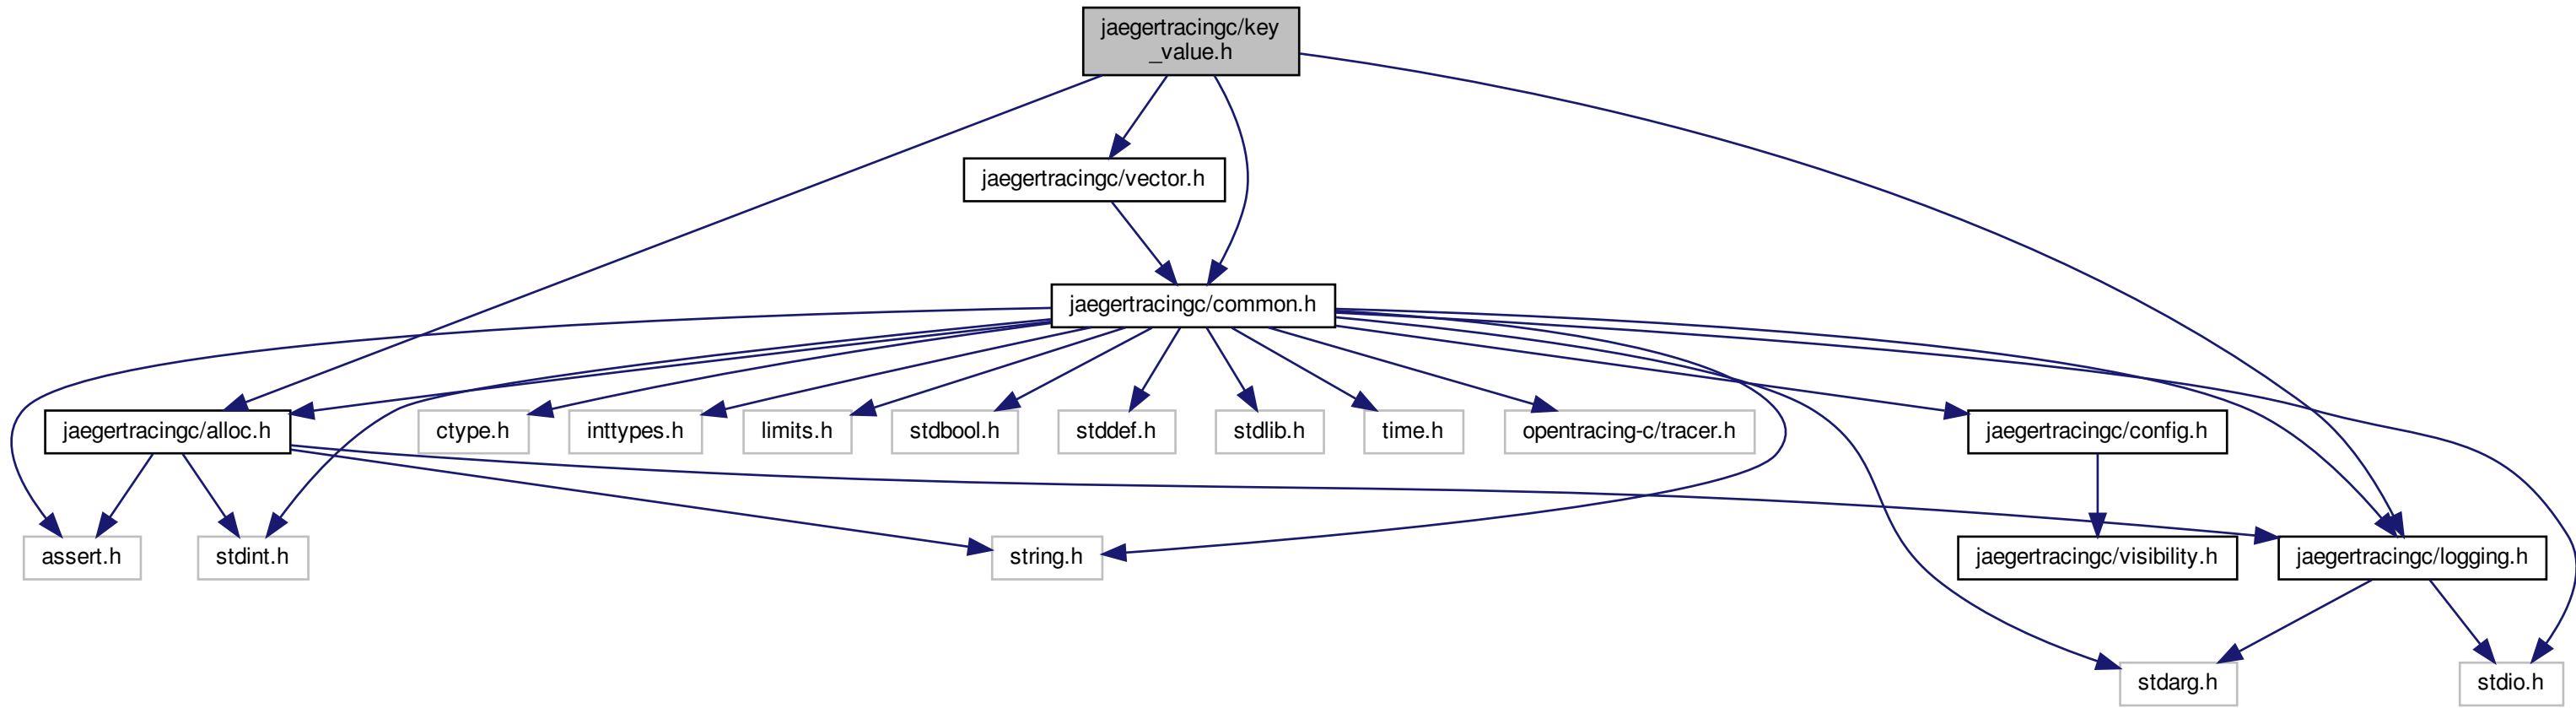 jaegertracingc/key
_value.h
jaegertracingc/vector.h
jaegertracingc/common.h
jaegertracingc/alloc.h
ctype.h
inttypes.h
limits.h
stdbool.h
stddef.h
stdlib.h
time.h
opentracing-c/tracer.h
jaegertracingc/config.h
assert.h
stdint.h
string.h
jaegertracingc/visibility.h
jaegertracingc/logging.h
stdarg.h
stdio.h